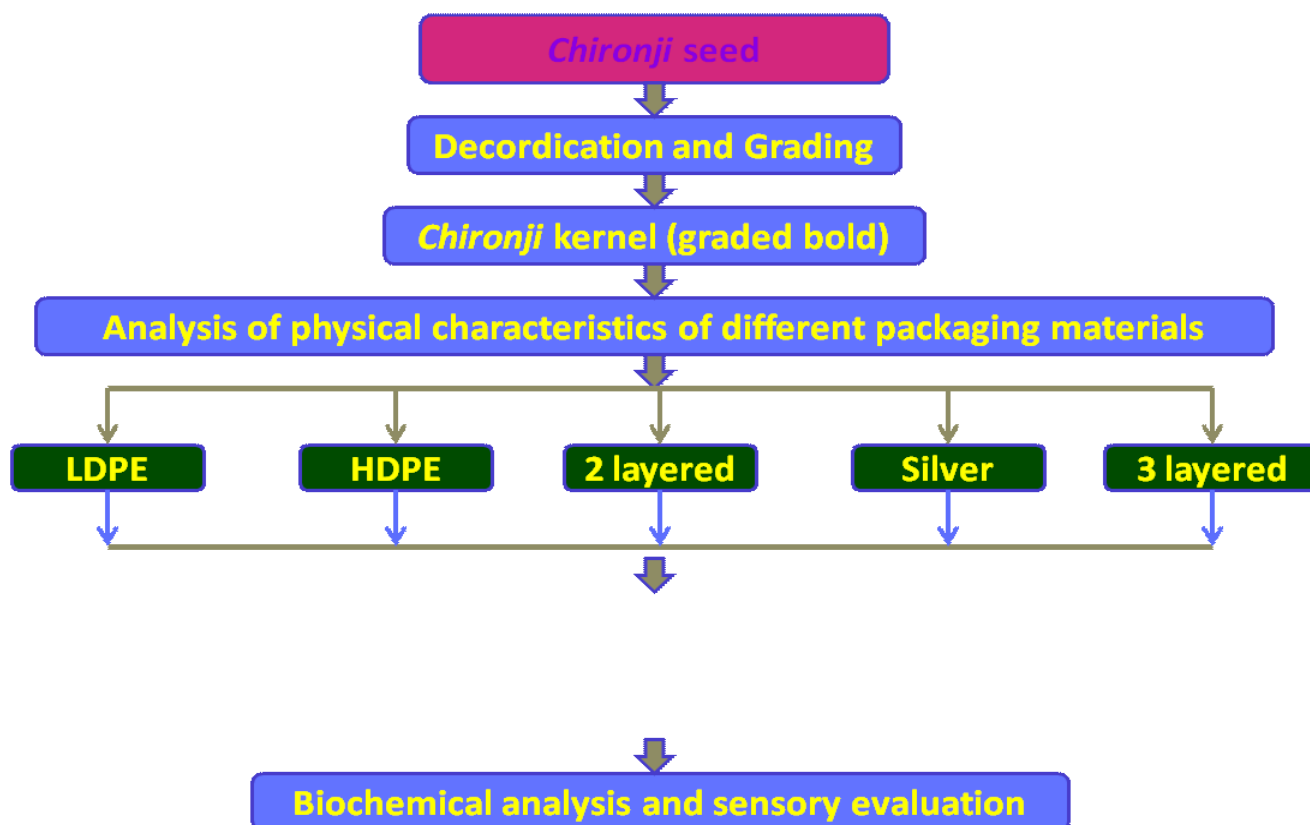 Chironji seed
Decordication and Grading
Chironji kernel (graded bold)
Analysis of physical characteristics of different packaging materials
LDPE
HDPE
2 layered
Silver
3 layered
Biochemical analysis and sensory evaluation